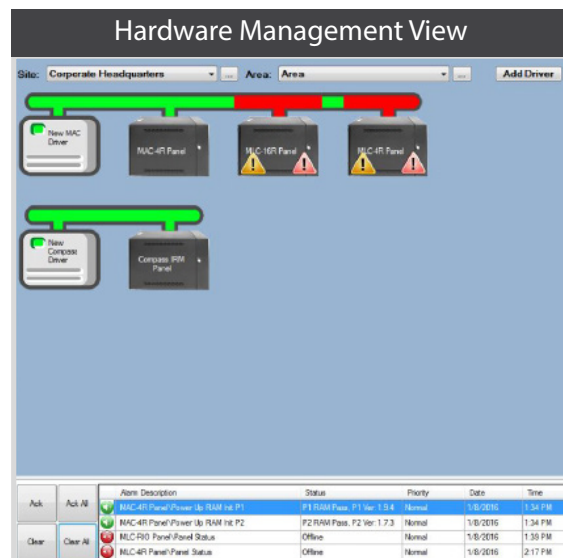 Hardware Management View
Site: Corporate Headquarters ... Area: Area ... Add Driver
New MAC
Driver
MAC-4R Panel
MLC-16R Panel
MLC-4R Panel
New
Compass
Driver
Compass IRM
Panel
Alarm Description Status Priority Date Time
Ack Ack All
MAC-4R Panel\Power Up RAM Init P1 P1 RAM Pass. P1 Ver: 1.9.4 Normal 1/8/2016 1:34 PM
MAC-4R Panel\Power Up RAM Init P2 P2 RAM Pass. P2 Ver: 1.7.3 Normal 1/8/2016 1:34 PM
Clear Clear All
MLC-RI0 Panel\Panel Status Offline Normal 1/8/2016 1:39 PM
MLC-4R Panel\Panel Status Offline Normal 1/8/2016 2:17 PM